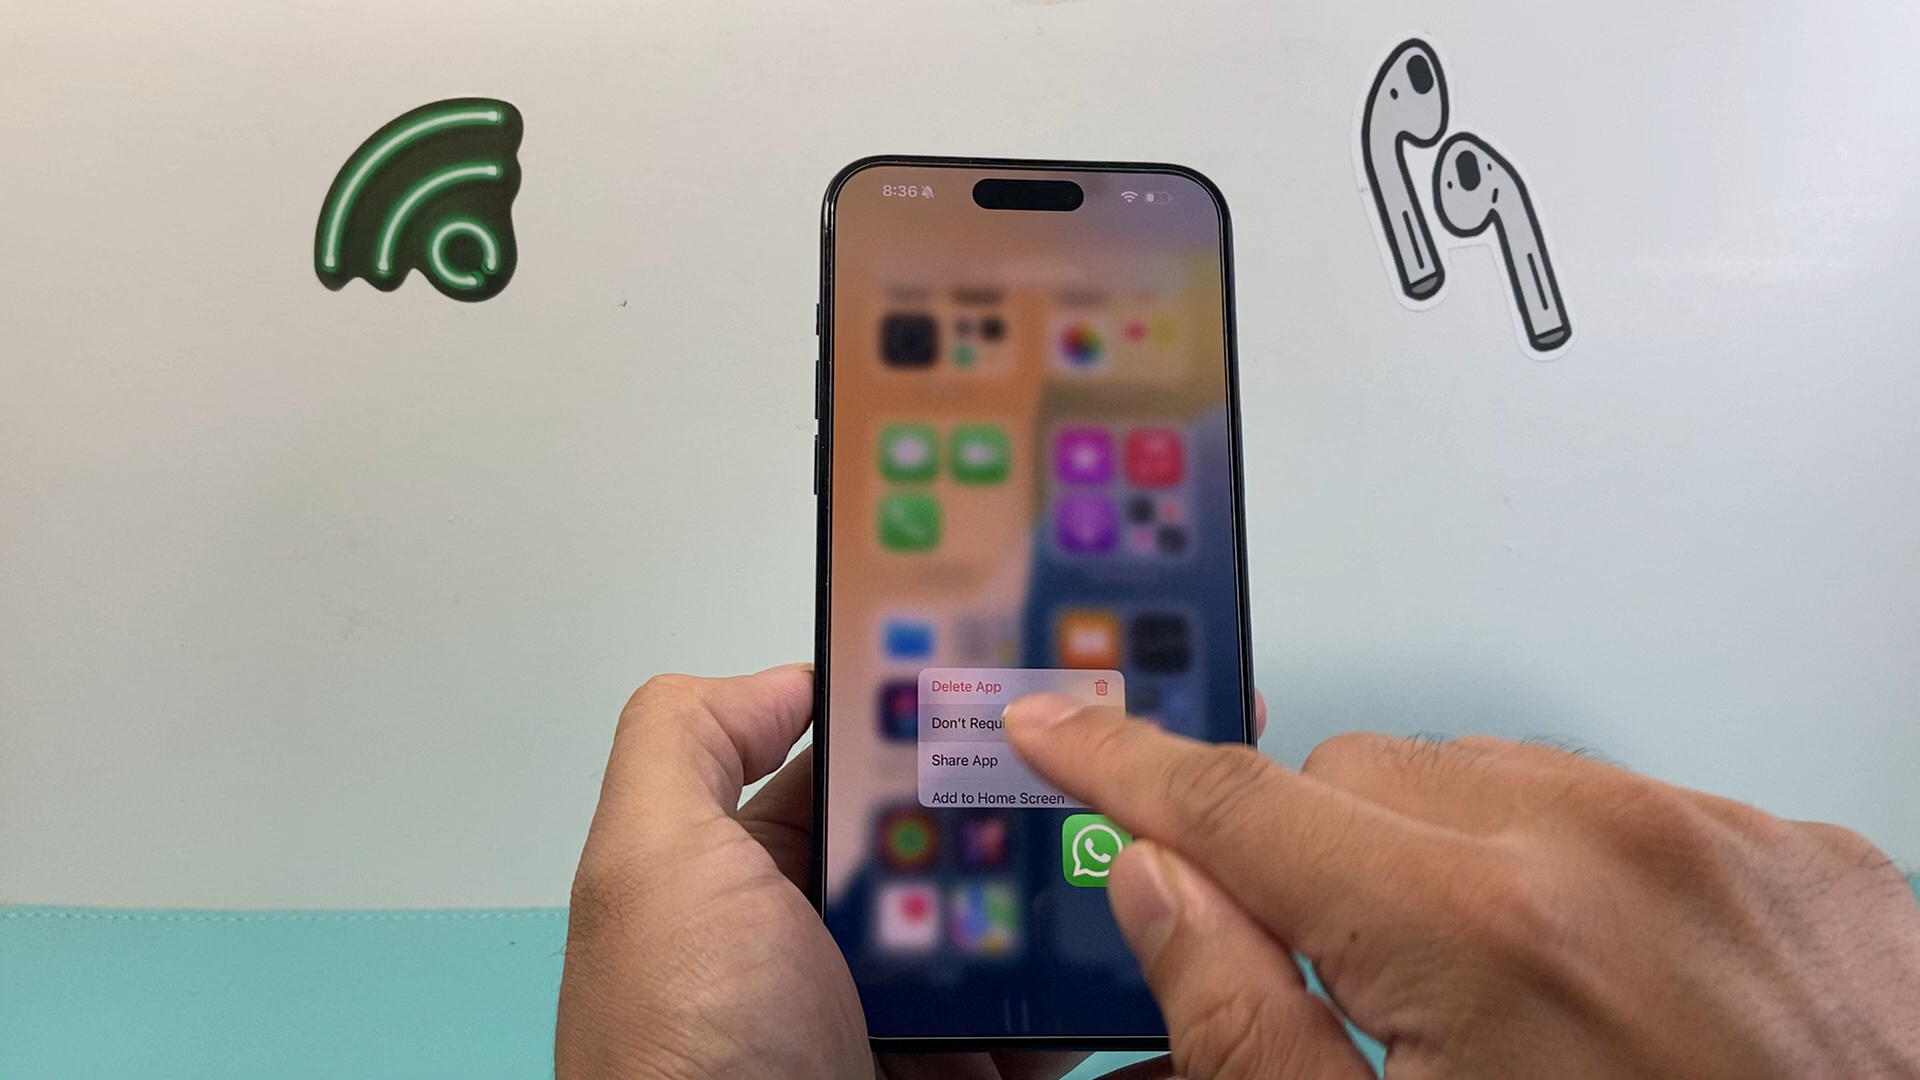 8:36
Delete App
Don't Requi
Share App
Add to Home Screen